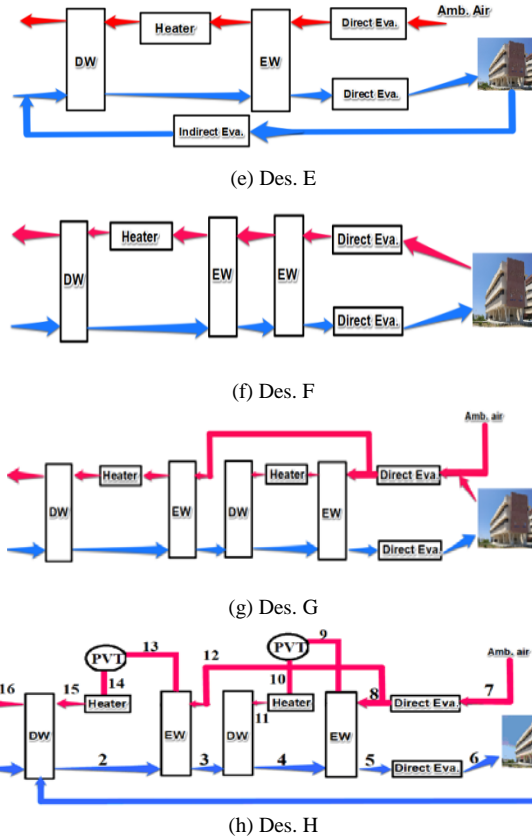 Amb. Air
Heater
Direct Eva.
DW
EW
Direct Eva.
Indirect Eva.
(e) Des. E
Heater
Direct Eva.
DW
EW
EW
Direct Eva.
(f) Des. F
Amb. air
Heater
Heater
Direct Eva.
DW
EW
DW
EW
Direct Eva.
(g) Des. G
PVT
13
12
PVT
9
Amb. air
16
15
14
Heater
10
11
Heater
8
Direct Eva.
7
DW
2
EW
3
DW
4
EW
5
Direct Eva.
6
(h) Des. H